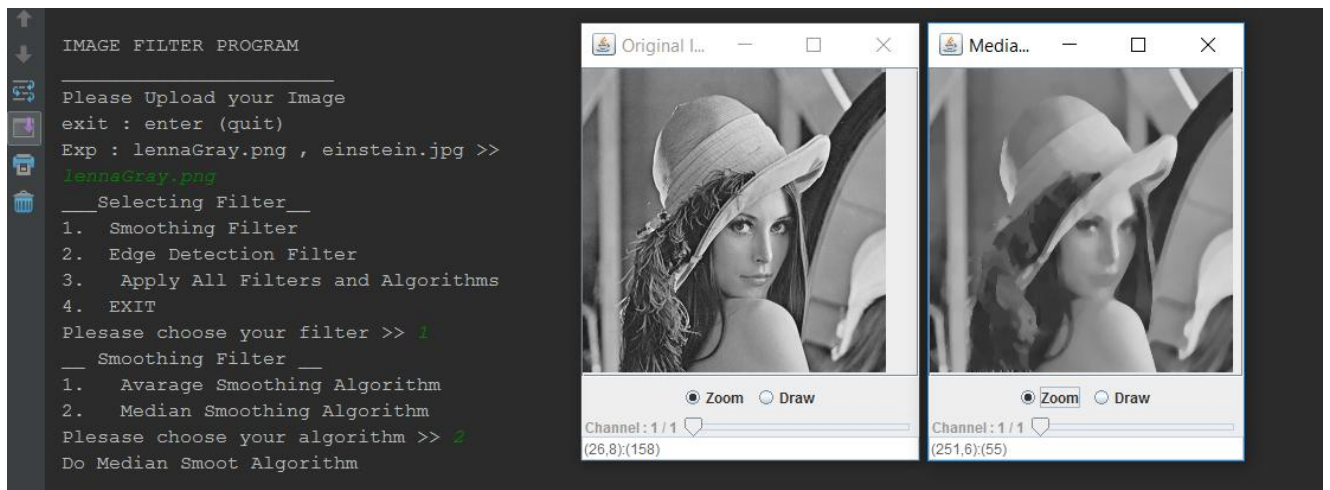 IMAGE FILTER PROGRAM
Please Upload your Image
exit : enter (quit)
Exp : lennaGray.png , einstein.jpg >>
lennaGray.png
___Selecting Filter__
1. Smoothing Filter
2. Edge Detection Filter
3. Apply All Filters and Algorithms
4. EXIT
Plesase choose your filter >> 1
__ Smoothing Filter __
1. Avarage Smoothing Algorithm
2. Median Smoothing Algorithm
Plesase choose your algorithm >> 2
Do Median Smoot Algorithm
Original I...
Zoom Draw
Channel : 1 / 1
(26,8):(158)
Media...
Zoom Draw
Channel : 1 / 1
(251,6):(55)